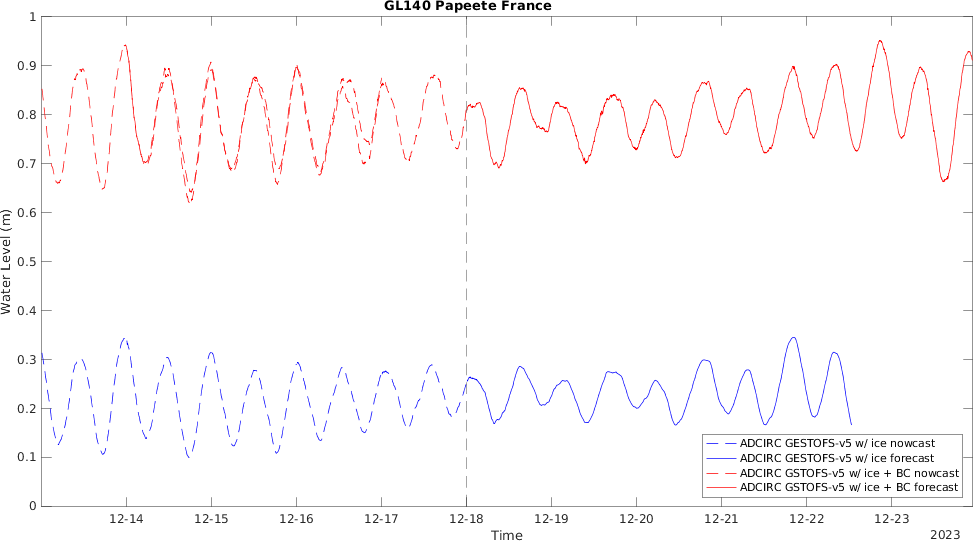 GL140 Papeete France
1
0.9
0.8
0.7
0.6
0.5
0.4
0.3
0.2
0.1
0
Water Level (m)
ADCIRC GESTOFS-v5 w/ ice nowcast
ADCIRC GESTOFS-v5 w/ ice forecast
ADCIRC GSTOFS-v5 w/ ice + BC nowcast
ADCIRC GSTOFS-v5 w/ ice + BC forecast
12-14 12-15 12-16 12-17 12-18 12-19 12-20 12-21 12-22 12-23
Time
2023